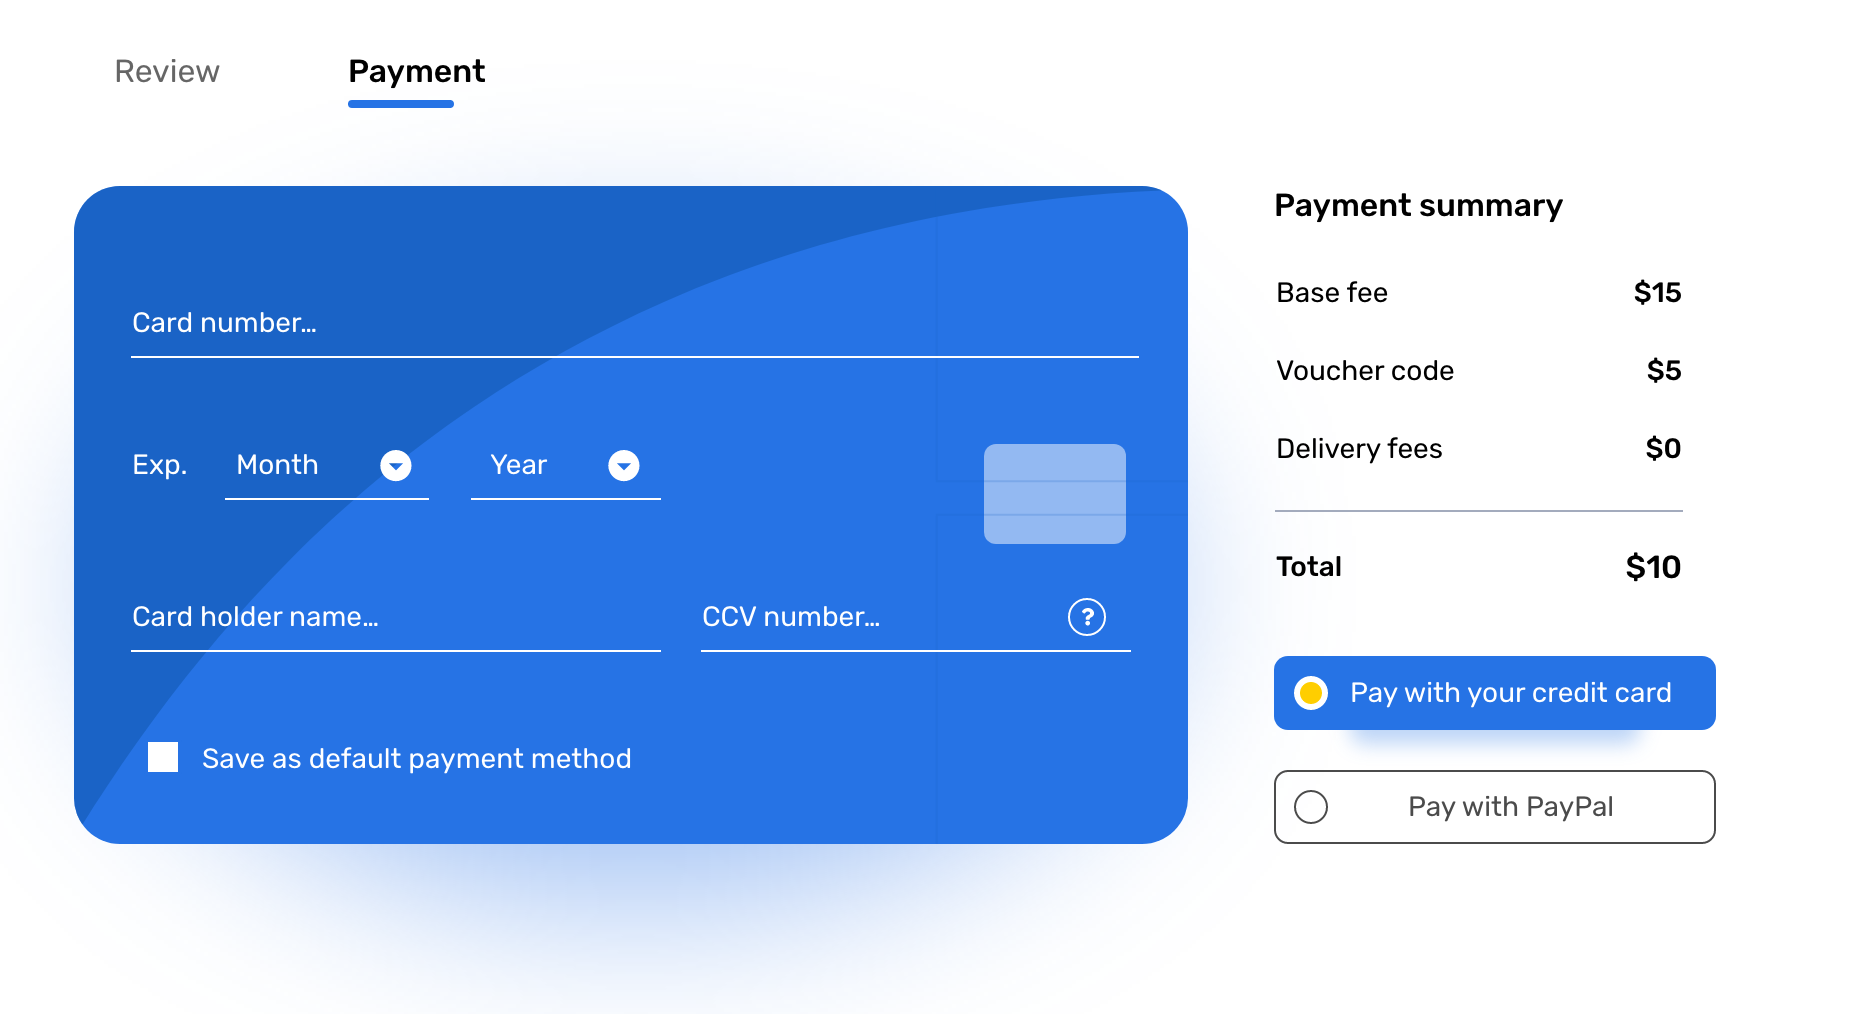 Review Payment
Card number...
Exp. Month Year
Card holder name... CCV number... ?
Save as default payment method
Payment summary
Base fee $15
Voucher code $5
Delivery fees $0
Total $10
Pay with your credit card
Pay with PayPal